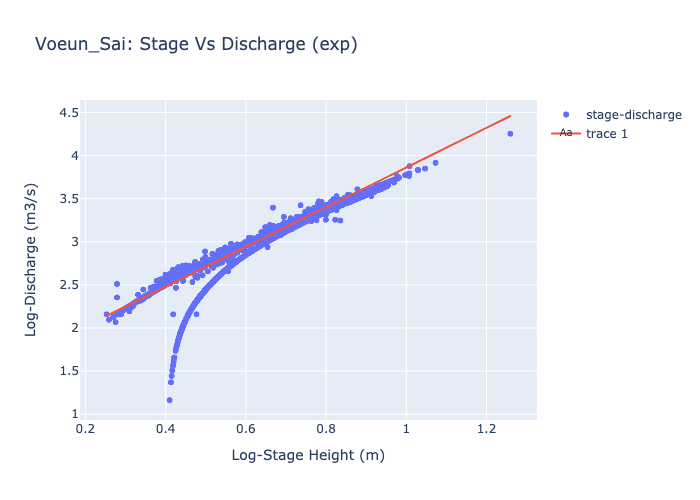 Voeun_Sai: Stage Vs Discharge (exp)
4.5
4
3.5
3
2.5
2
1.5
1
0.2
0.4
0.6
0.8
1
1.2
Log-Stage Height (m)
Log-Discharge (m3/s)
stage-discharge
Aa
trace 1